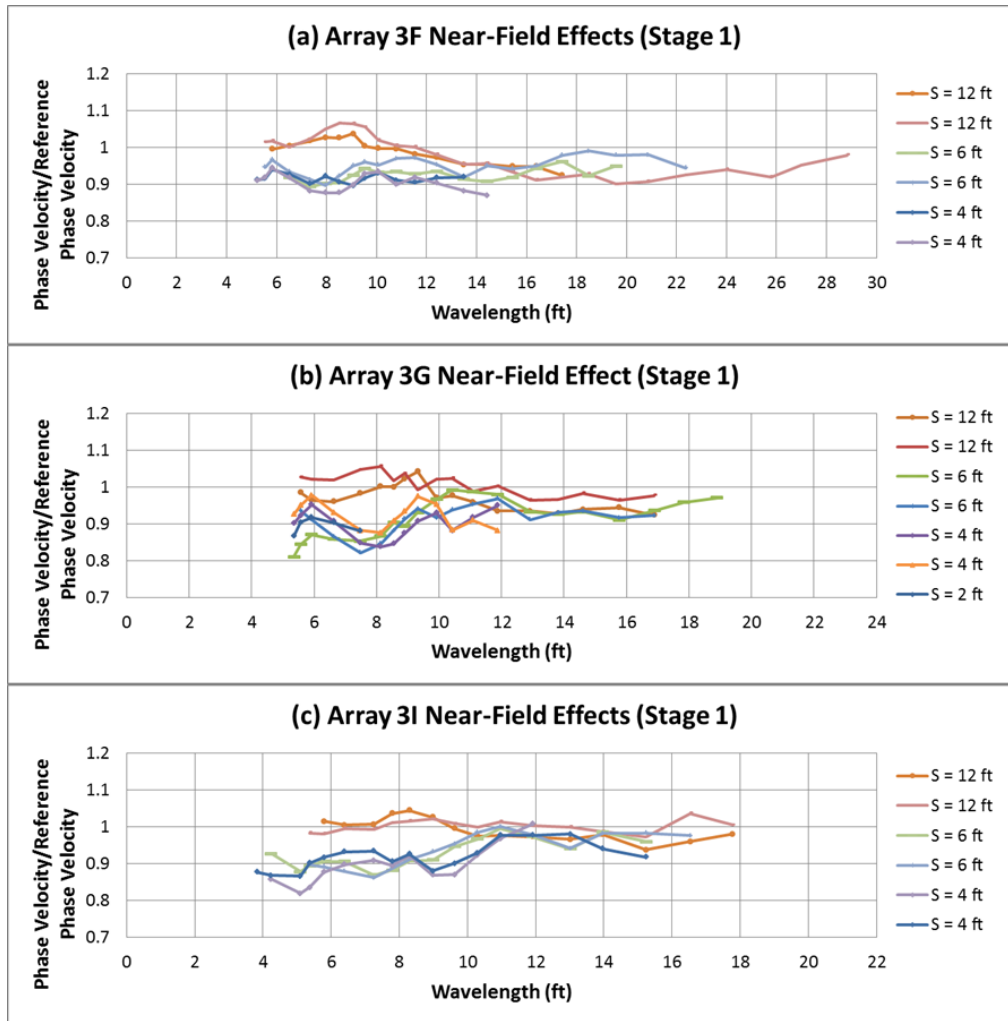 (a) Array 3F Near-Field Effects (Stage 1)
Phase Velocity/Reference
Phase Velocity
1.2
1.1
1
0.9
0.8
0.7
0 2 4 6 8 10 12 14 16 18 20 22 24 26 28 30
Wavelength (ft)
S = 12 ft
S = 12 ft
S = 6 ft
S = 6 ft
S = 4 ft
S = 4 ft
(b) Array 3G Near-Field Effect (Stage 1)
Phase Velocity/Reference
Phase Velocity
1.2
1.1
1
0.9
0.8
0.7
0 2 4 6 8 10 12 14 16 18 20 22 24
Wavelength (ft)
S = 12 ft
S = 12 ft
S = 6 ft
S = 6 ft
S = 4 ft
S = 4 ft
S = 2 ft
(c) Array 3I Near-Field Effects (Stage 1)
Phase Velocity/Reference
Phase Velocity
1.2
1.1
1
0.9
0.8
0.7
0 2 4 6 8 10 12 14 16 18 20 22
Wavelength (ft)
S = 12 ft
S = 12 ft
S = 6 ft
S = 6 ft
S = 4 ft
S = 4 ft